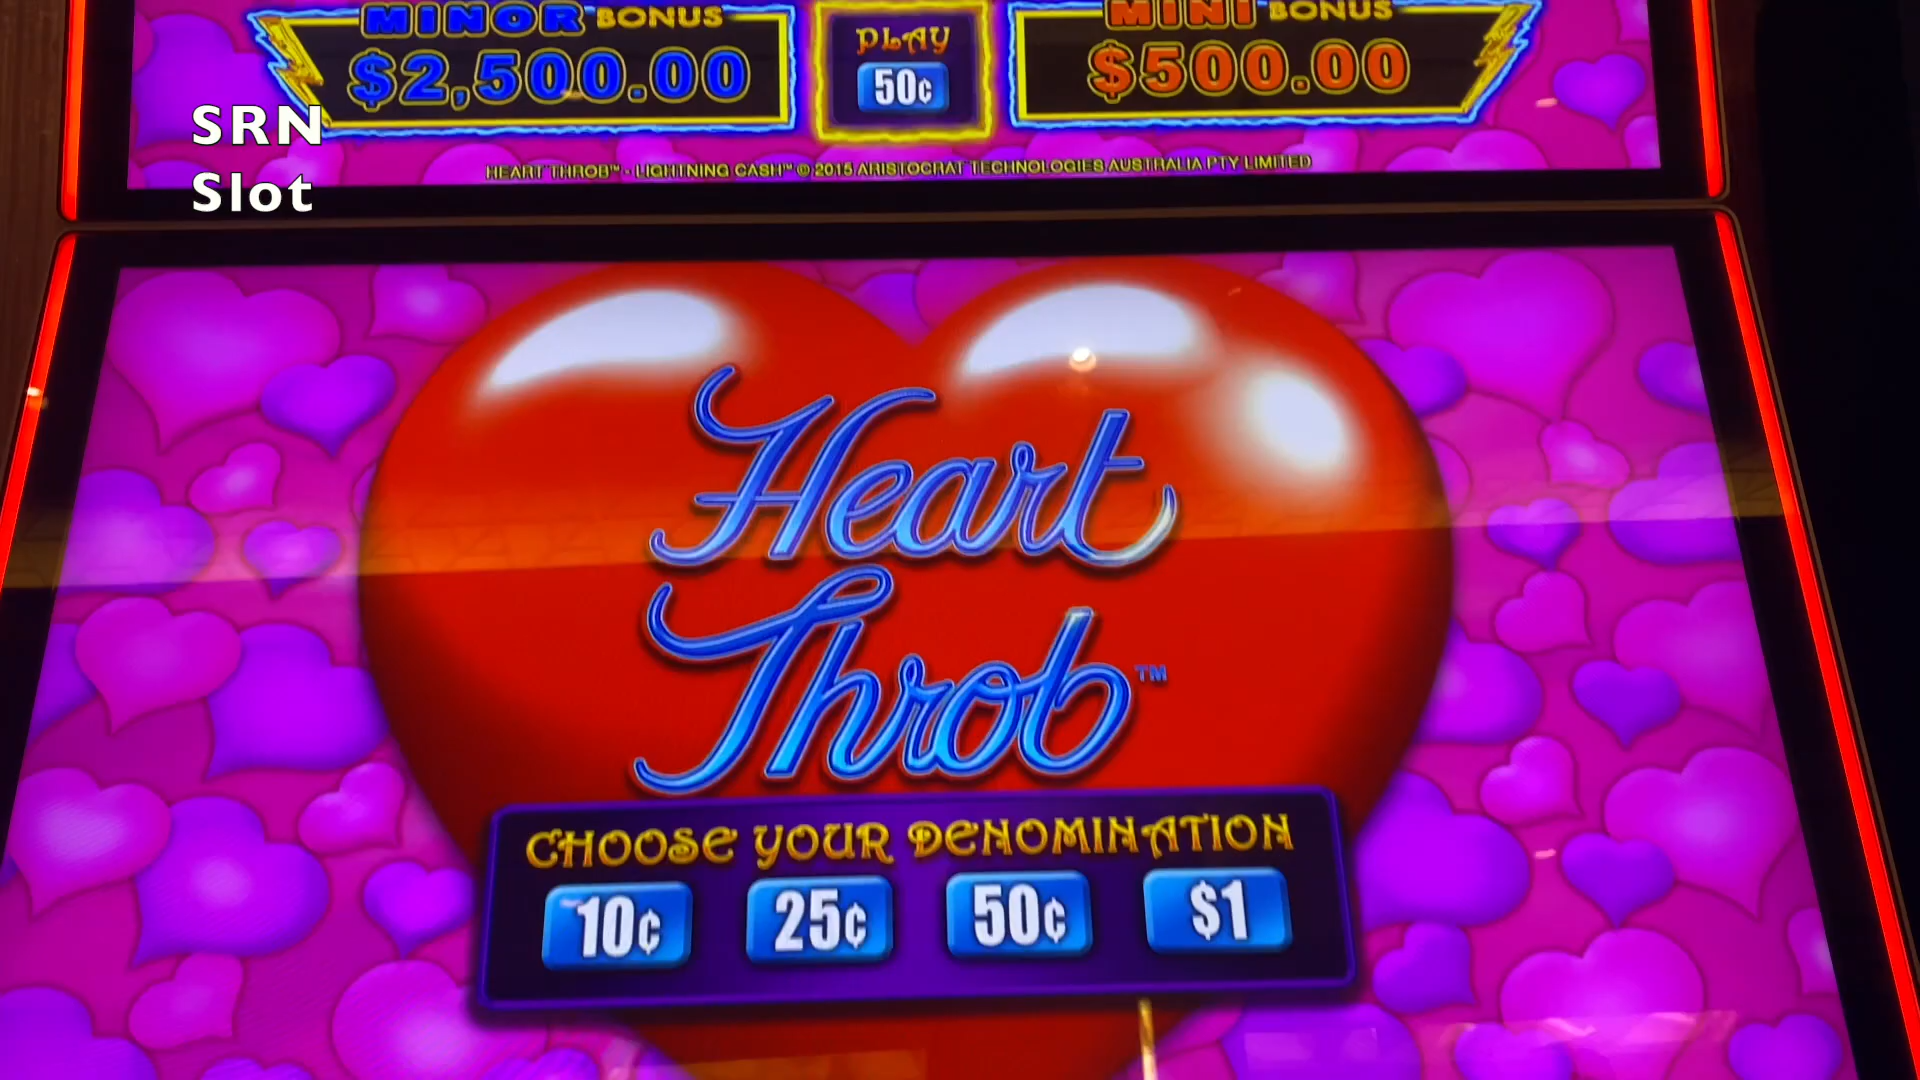 MINOR BONUS
$2,500.00
PLAY
50¢
MINI BONUS
$500.00
SRN
Slot
HEART THROB™ - LIGHTNING CASH™ © 2015 ARISTOCRAT TECHNOLOGIES AUSTRALIA PTY LIMITED
Heart
Throb™
CHOOSE YOUR DENOMINATION
10¢ 25¢ 50¢ $1